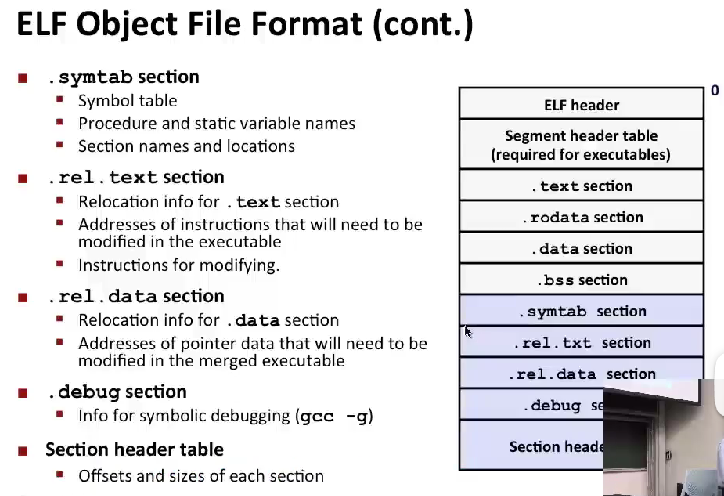 ELF Object File Format (cont.)
.symtab section
Symbol table
Procedure and static variable names
Section names and locations
.rel.text section
Relocation info for .text section
Addresses of instructions that will need to be
modified in the executable
Instructions for modifying.
.rel.data section
Relocation info for .data section
Addresses of pointer data that will need to be
modified in the merged executable
.debug section
Info for symbolic debugging (gcc -g)
Section header table
Offsets and sizes of each section
0
ELF header
Segment header table
(required for executables)
.text section
.rodata section
.data section
.bss section
.symtab section
.rel.txt section
.rel.data section
.debug
Section